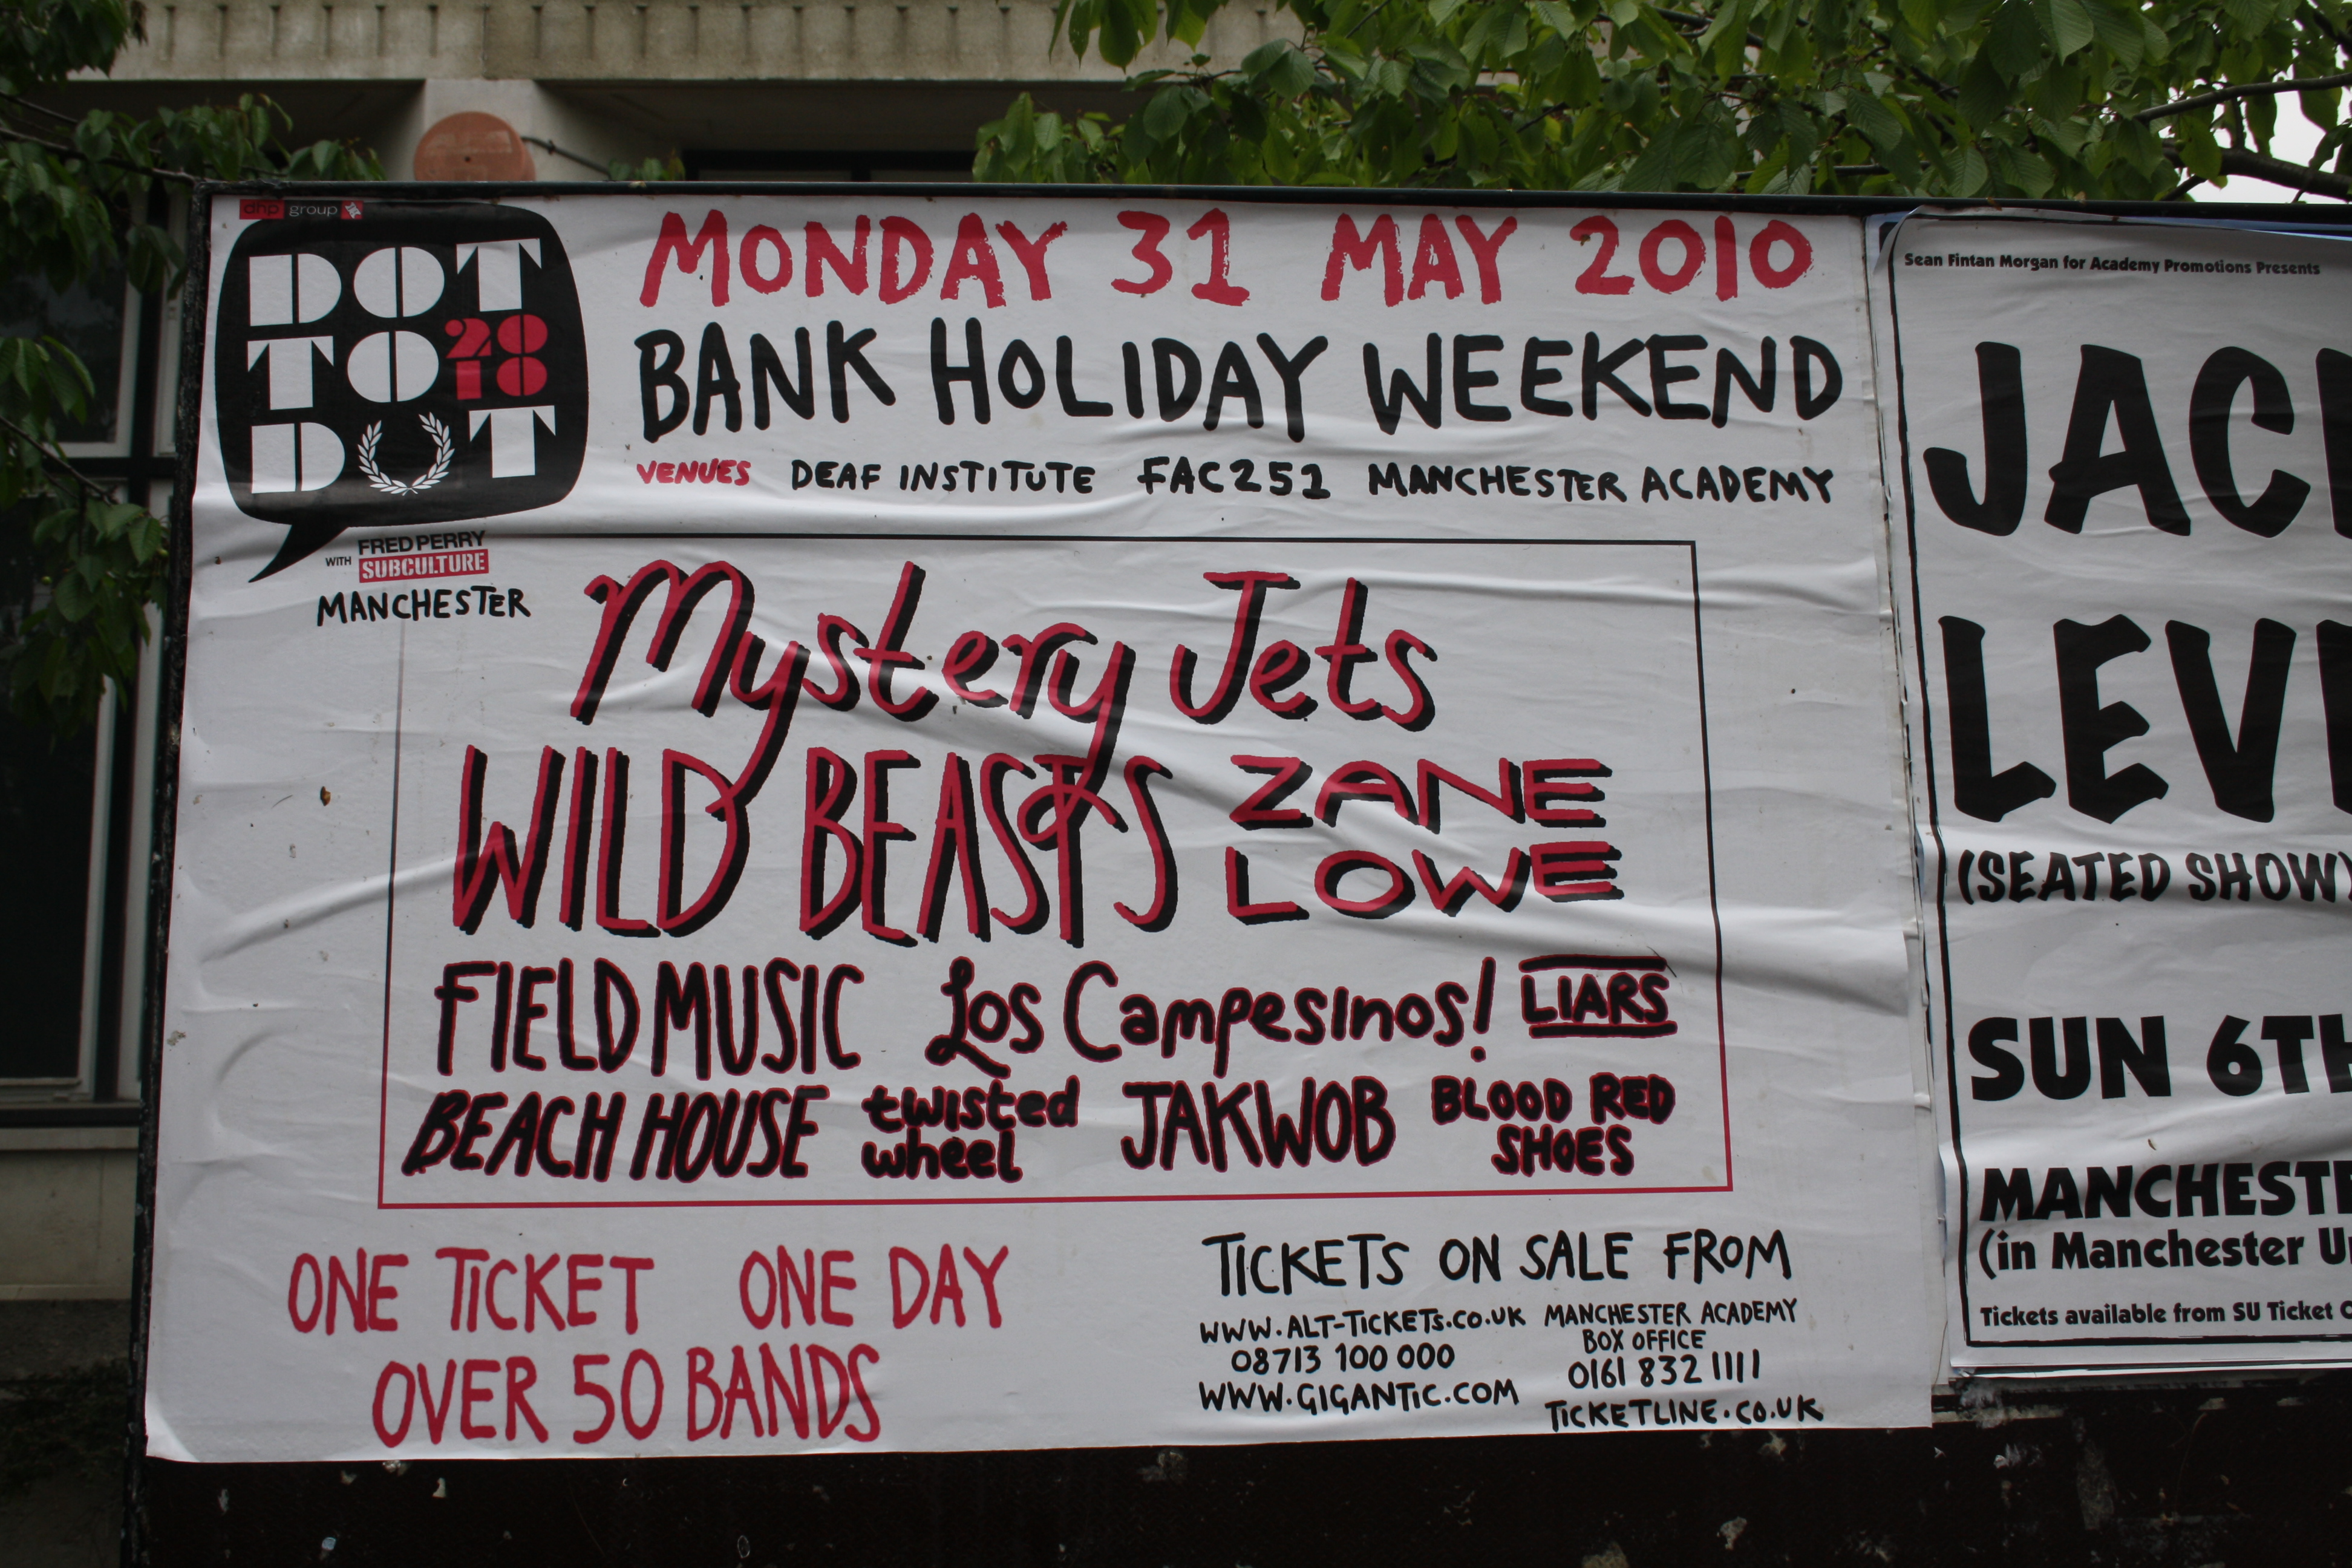 dhp group
DOT
TO 2010
DOT
WITH FRED PERRY
SUBCULTURE
MANCHESTER
MONDAY 31 MAY 2010
BANK HOLIDAY WEEKEND
VENUES DEAF INSTITUTE FAC251 MANCHESTER ACADEMY
Mystery Jets
WILD BEASTS ZANE
LOWE
FIELD MUSIC Los Campesinos! LIARS
BEACH HOUSE twisted
wheel JAKWOB BLOOD RED
SHOES
ONE TICKET ONE DAY
OVER 50 BANDS
TICKETS ON SALE FROM
WWW.ALT-TICKETS.CO.UK
08713 100 000
WWW.GIGANTIC.COM
MANCHESTER ACADEMY
BOX OFFICE
0161 832 1111
TICKETLINE.CO.UK
Sean Fintan Morgan for Academy Promotions Presents
JAC
LEV
(SEATED SHOW)
SUN 6TH
MANCHESTE
(in Manchester U
Tickets available from SU Ticket